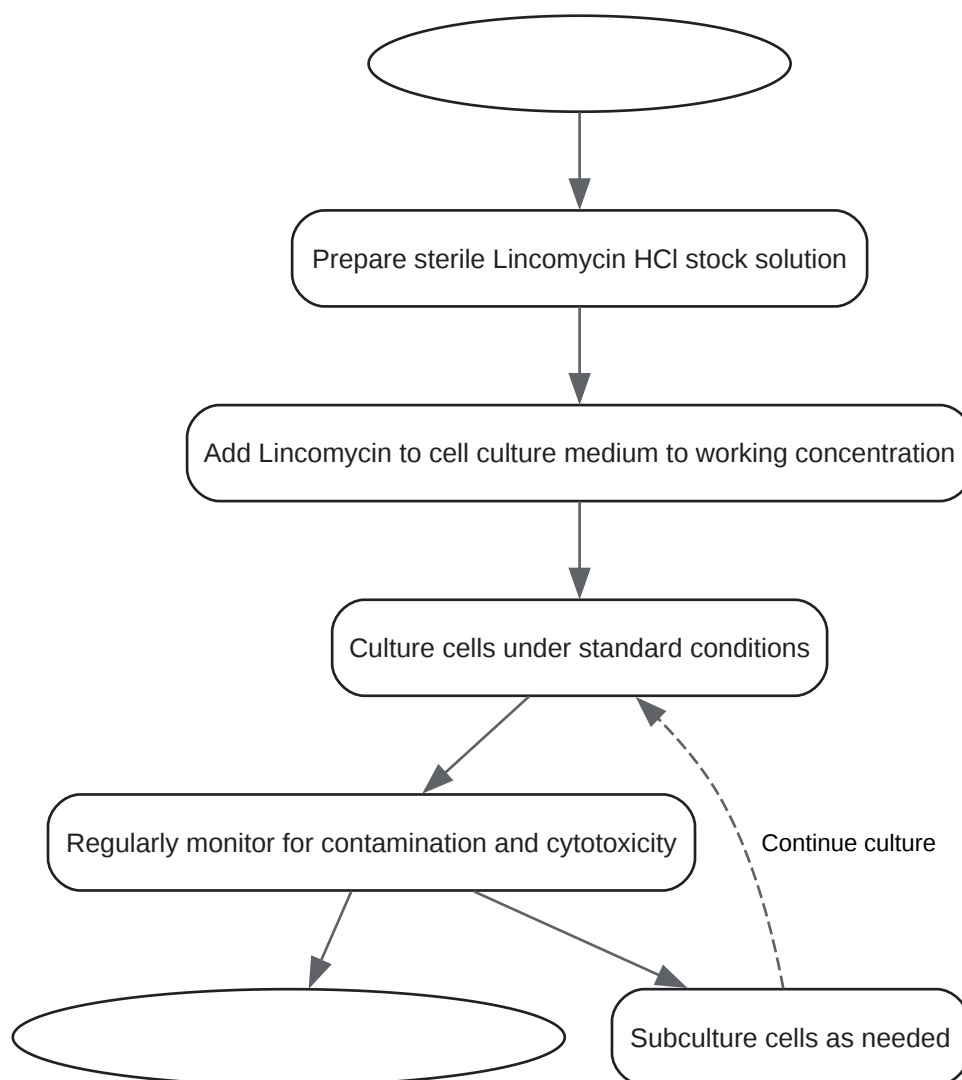 Prepare sterile Lincomycin HCl stock solution
Add Lincomycin to cell culture medium to working concentration
Culture cells under standard conditions
Regularly monitor for contamination and cytotoxicity
Continue culture
Subculture cells as needed